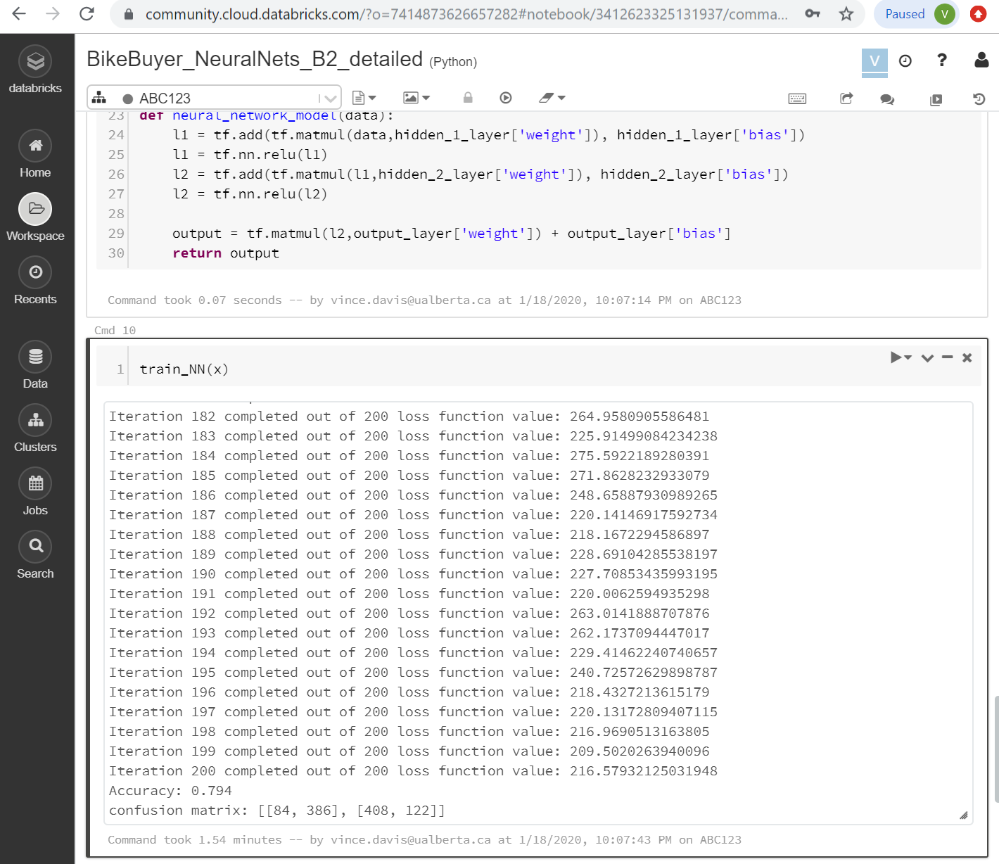 community.cloud.databricks.com/?o=7414873626657282#notebook/3412623325131937/comma...
Paused
V
databricks
Home
Workspace
Recents
Data
Clusters
Jobs
Search
BikeBuyer_NeuralNets_B2_detailed (Python)
V
?
ABC123
23 def neural_network_model(data):
24 l1 = tf.add(tf.matmul(data,hidden_1_layer['weight']), hidden_1_layer['bias'])
25 l1 = tf.nn.relu(l1)
26 l2 = tf.add(tf.matmul(l1,hidden_2_layer['weight']), hidden_2_layer['bias'])
27 l2 = tf.nn.relu(l2)
28
29 output = tf.matmul(l2,output_layer['weight']) + output_layer['bias']
30 return output
Command took 0.07 seconds -- by vince.davis@ualberta.ca at 1/18/2020, 10:07:14 PM on ABC123
Cmd 10
1 train_NN(x)
Iteration 182 completed out of 200 loss function value: 264.9580905586481
Iteration 183 completed out of 200 loss function value: 225.91499084234238
Iteration 184 completed out of 200 loss function value: 275.5922189280391
Iteration 185 completed out of 200 loss function value: 271.8628232933079
Iteration 186 completed out of 200 loss function value: 248.65887930989265
Iteration 187 completed out of 200 loss function value: 220.14146917592734
Iteration 188 completed out of 200 loss function value: 218.1672294586897
Iteration 189 completed out of 200 loss function value: 228.69104285538197
Iteration 190 completed out of 200 loss function value: 227.70853435993195
Iteration 191 completed out of 200 loss function value: 220.0062594935298
Iteration 192 completed out of 200 loss function value: 263.0141888707876
Iteration 193 completed out of 200 loss function value: 262.1737094447017
Iteration 194 completed out of 200 loss function value: 229.41462240740657
Iteration 195 completed out of 200 loss function value: 240.72572629898787
Iteration 196 completed out of 200 loss function value: 218.4327213615179
Iteration 197 completed out of 200 loss function value: 220.13172809407115
Iteration 198 completed out of 200 loss function value: 216.9690513163805
Iteration 199 completed out of 200 loss function value: 209.5020263940096
Iteration 200 completed out of 200 loss function value: 216.57932125031948
Accuracy: 0.794
confusion matrix: [[84, 386], [408, 122]]
Command took 1.54 minutes -- by vince.davis@ualberta.ca at 1/18/2020, 10:07:43 PM on ABC123